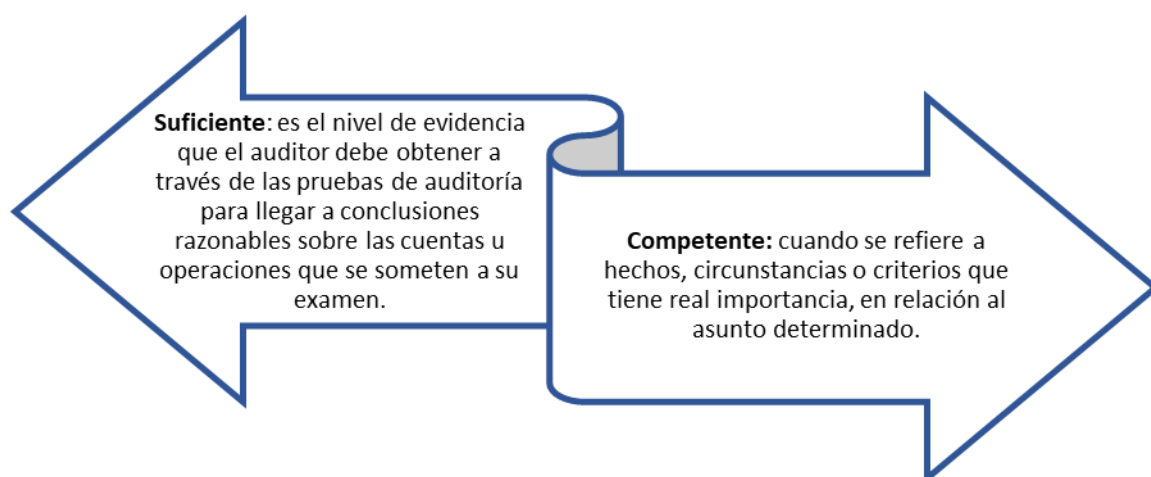 Suficiente: es el nivel de evidencia
que el auditor debe obtener a
través de las pruebas de auditoría
para llegar a conclusiones
razonables sobre las cuentas u
operaciones que se someten a su
examen.
Competente: cuando se refiere a
hechos, circunstancias o criterios que
tiene real importancia, en relación al
asunto determinado.